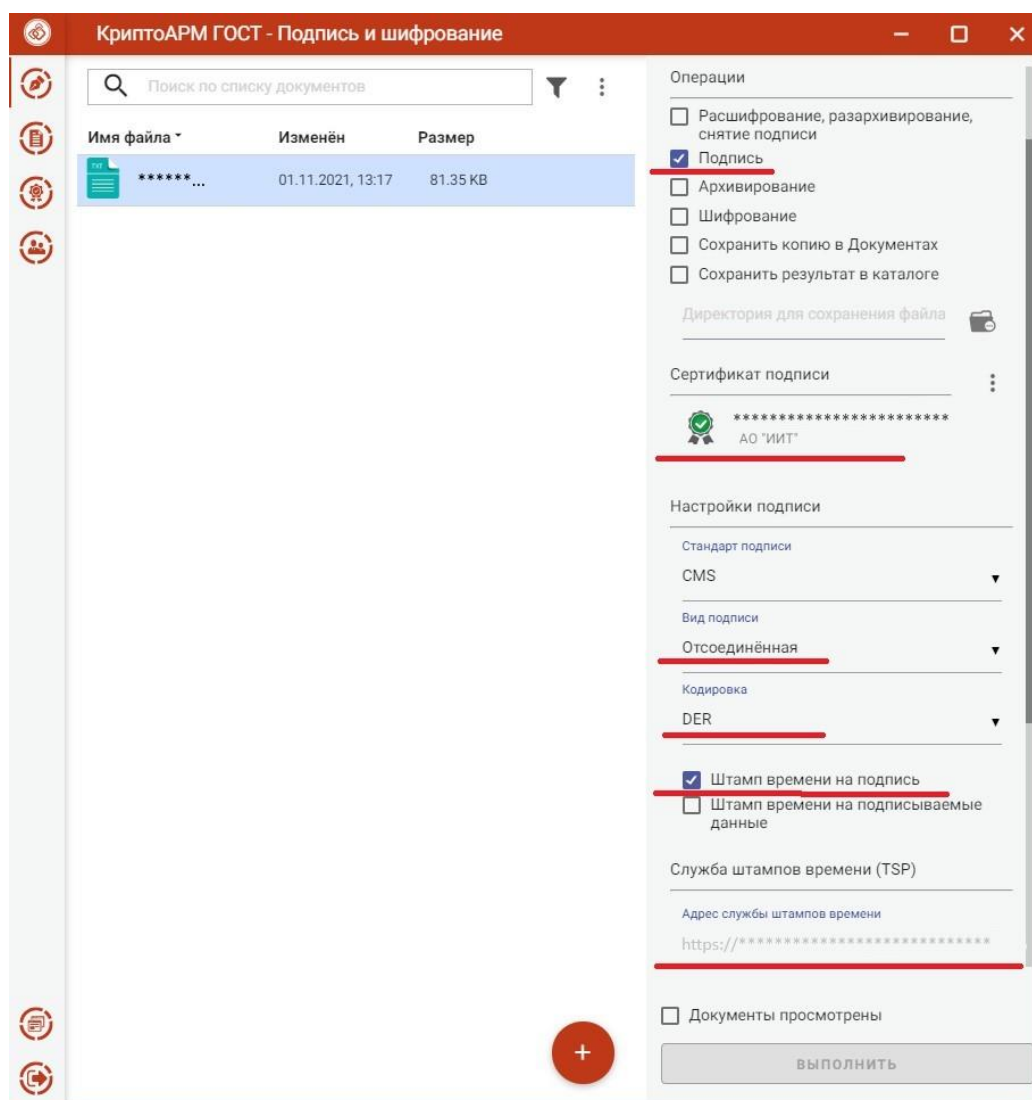 КриптоАРМ ГОСТ - Подпись и шифрование
Поиск по списку документов
Имя файла Изменён Размер
TXT
******... 01.11.2021, 13:17 81.35 KB
Операции
Расшифрование, разархивирование,
снятие подписи
Подпись
Архивирование
Шифрование
Сохранить копию в Документах
Сохранить результат в каталоге
Директория для сохранения файла
Сертификат подписи
************************
АО "ИИТ"
Настройки подписи
Стандарт подписи
CMS
Вид подписи
Отсоединённая
Кодировка
DER
Штамп времени на подпись
Штамп времени на подписываемые
данные
Служба штампов времени (TSP)
Адрес службы штампов времени
https://****************************
Документы просмотрены
ВЫПОЛНИТЬ